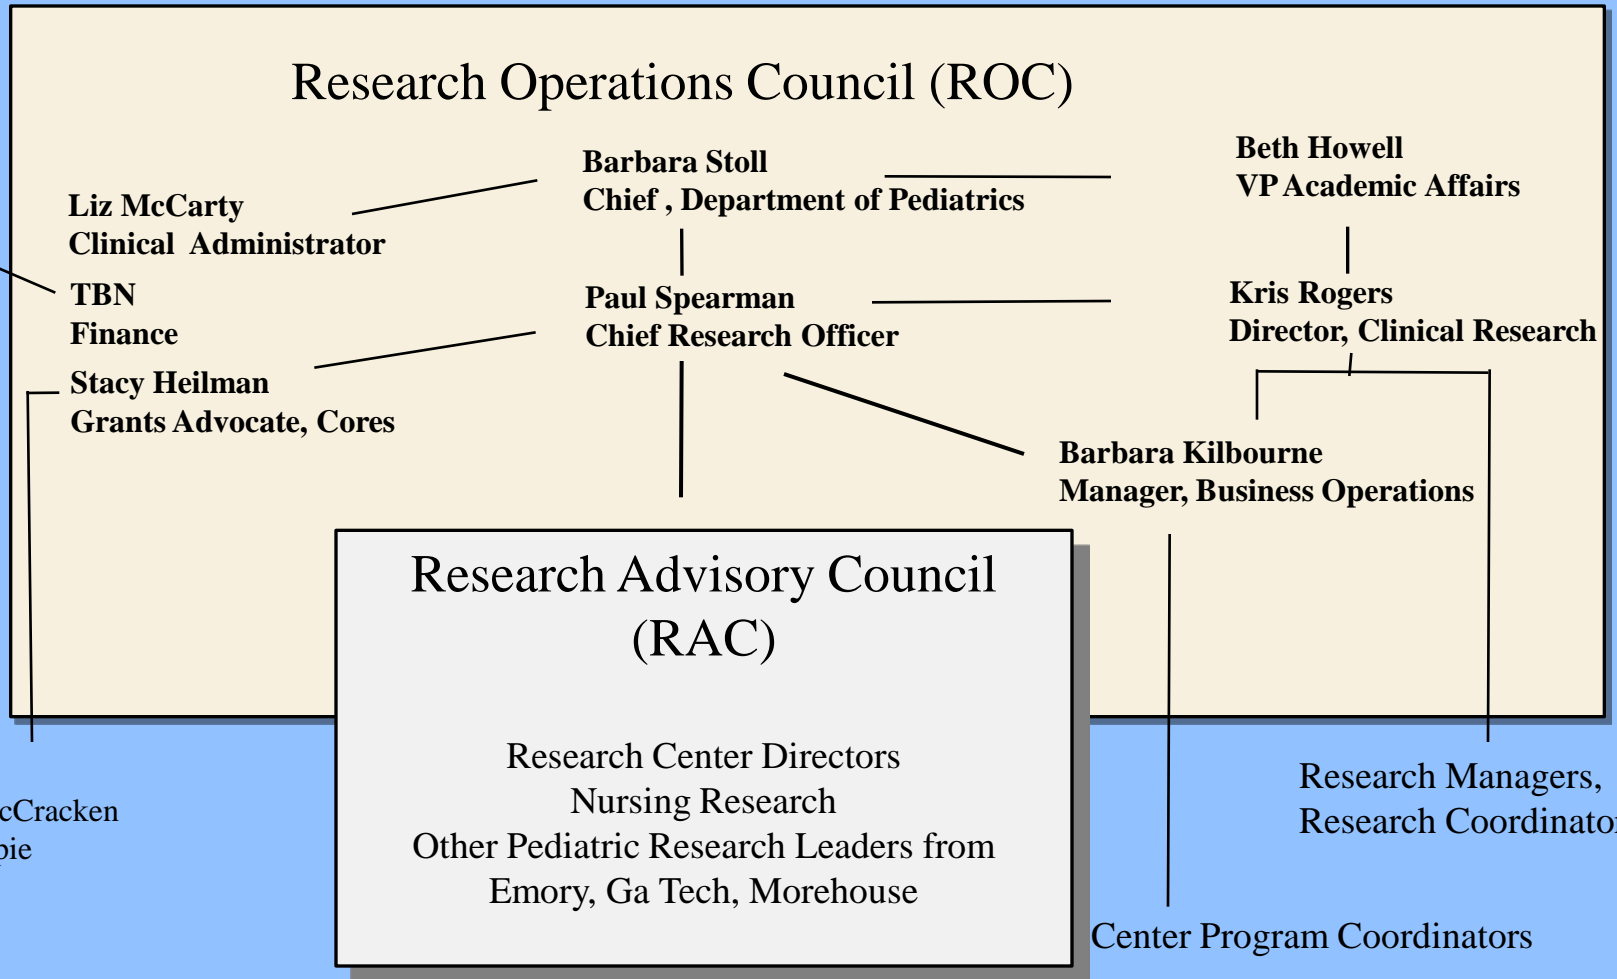 Research Operations Council (ROC)
Barbara Stoll
Chief , Department of Pediatrics
Beth Howell
VP Academic Affairs
Liz McCarty
Clinical Administrator
TBN
Finance
Paul Spearman
Chief Research Officer
Kris Rogers
Director, Clinical Research
Stacy Heilman
Grants Advocate, Cores
Barbara Kilbourne
Manager, Business Operations
Research Advisory Council
(RAC)
Research Center Directors
Nursing Research
Other Pediatric Research Leaders from
Emory, Ga Tech, Morehouse
Research Managers,
Research
Center Program Coordinators